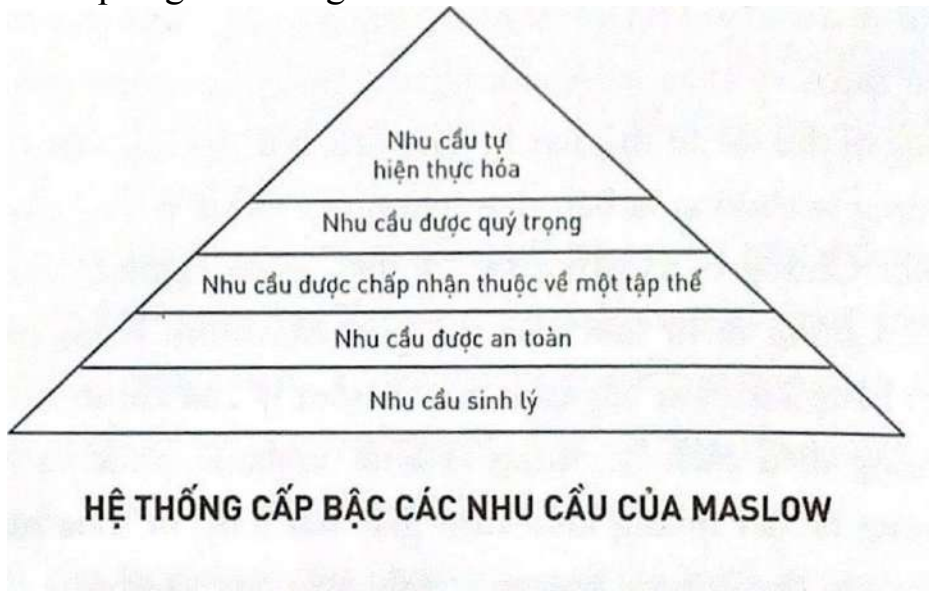 Nhu cầu tự
hiện thực hóa
Nhu cầu được quý trọng
Nhu cầu được chấp nhận thuộc về một tập thể
Nhu cầu được an toàn
Nhu cầu sinh lý
HỆ THỐNG CẤP BẬC CÁC NHU CẦU CỦA MASLOW